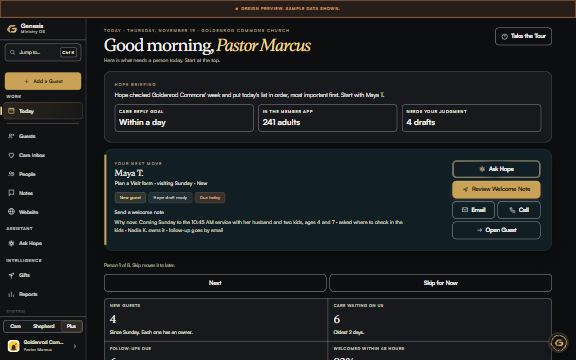 DESIGN PREVIEW. SAMPLE DATA SHOWN.
Genesis
Ministry OS
Jump to...
Ctrl K
+ Add a Guest
WORK
Today
Guests
Care Inbox
People
Notes
Website
ASSISTANT
Ask Hope
INTELLIGENCE
Gifts
Reports
Care
Shepherd
Plus
Goldenrod Com...
Pastor Marcus
TODAY · THURSDAY, NOVEMBER 19 · GOLDENROD COMMONS CHURCH
Good morning, Pastor Marcus
Here is what needs a person today. Start at the top.
Take the Tour
HOPE BRIEFING
Hope checked Goldenrod Commons' week and put today's list in order, most important first. Start with Maya T.
CARE REPLY GOAL
Within a day
IN THE MEMBER APP
241 adults
NEEDS YOUR JUDGMENT
4 drafts
YOUR NEXT MOVE
Maya T.
Plan a Visit form · visiting Sunday · New
New guest
Hope draft ready
Due today
Send a welcome note
Why now: Coming Sunday to the 10:45 AM service with her husband and two kids, ages 4 and 7 · asked where to check in the
kids · Nadia K. owns it · follow-up goes by email
Ask Hope
Review Welcome Note
Email
Call
Open Guest
Person 1 of 8. Skip moves it to later.
Next
Skip for Now
NEW GUESTS
4
Since Sunday. Each one has an owner.
CARE WAITING ON US
6
Oldest 2 days.
FOLLOW-UPS DUE
WELCOMED WITHIN 48 HOURS